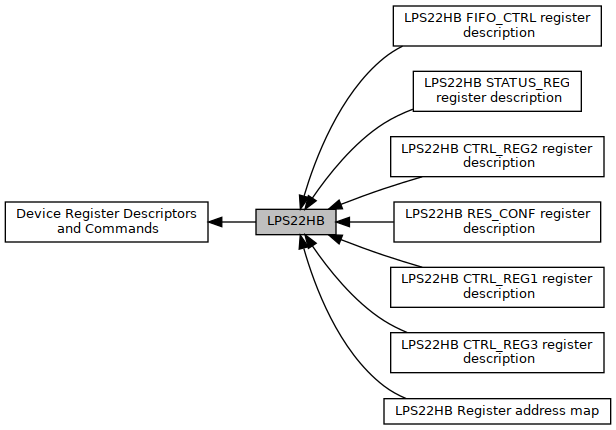 LPS22HB FIFO_CTRL register
description
LPS22HB STATUS_REG
register description
LPS22HB CTRL_REG2 register
description
Device Register Descriptors
and Commands
LPS22HB
LPS22HB RES_CONF register
description
LPS22HB CTRL_REG1 register
description
LPS22HB CTRL_REG3 register
description
LPS22HB Register address map